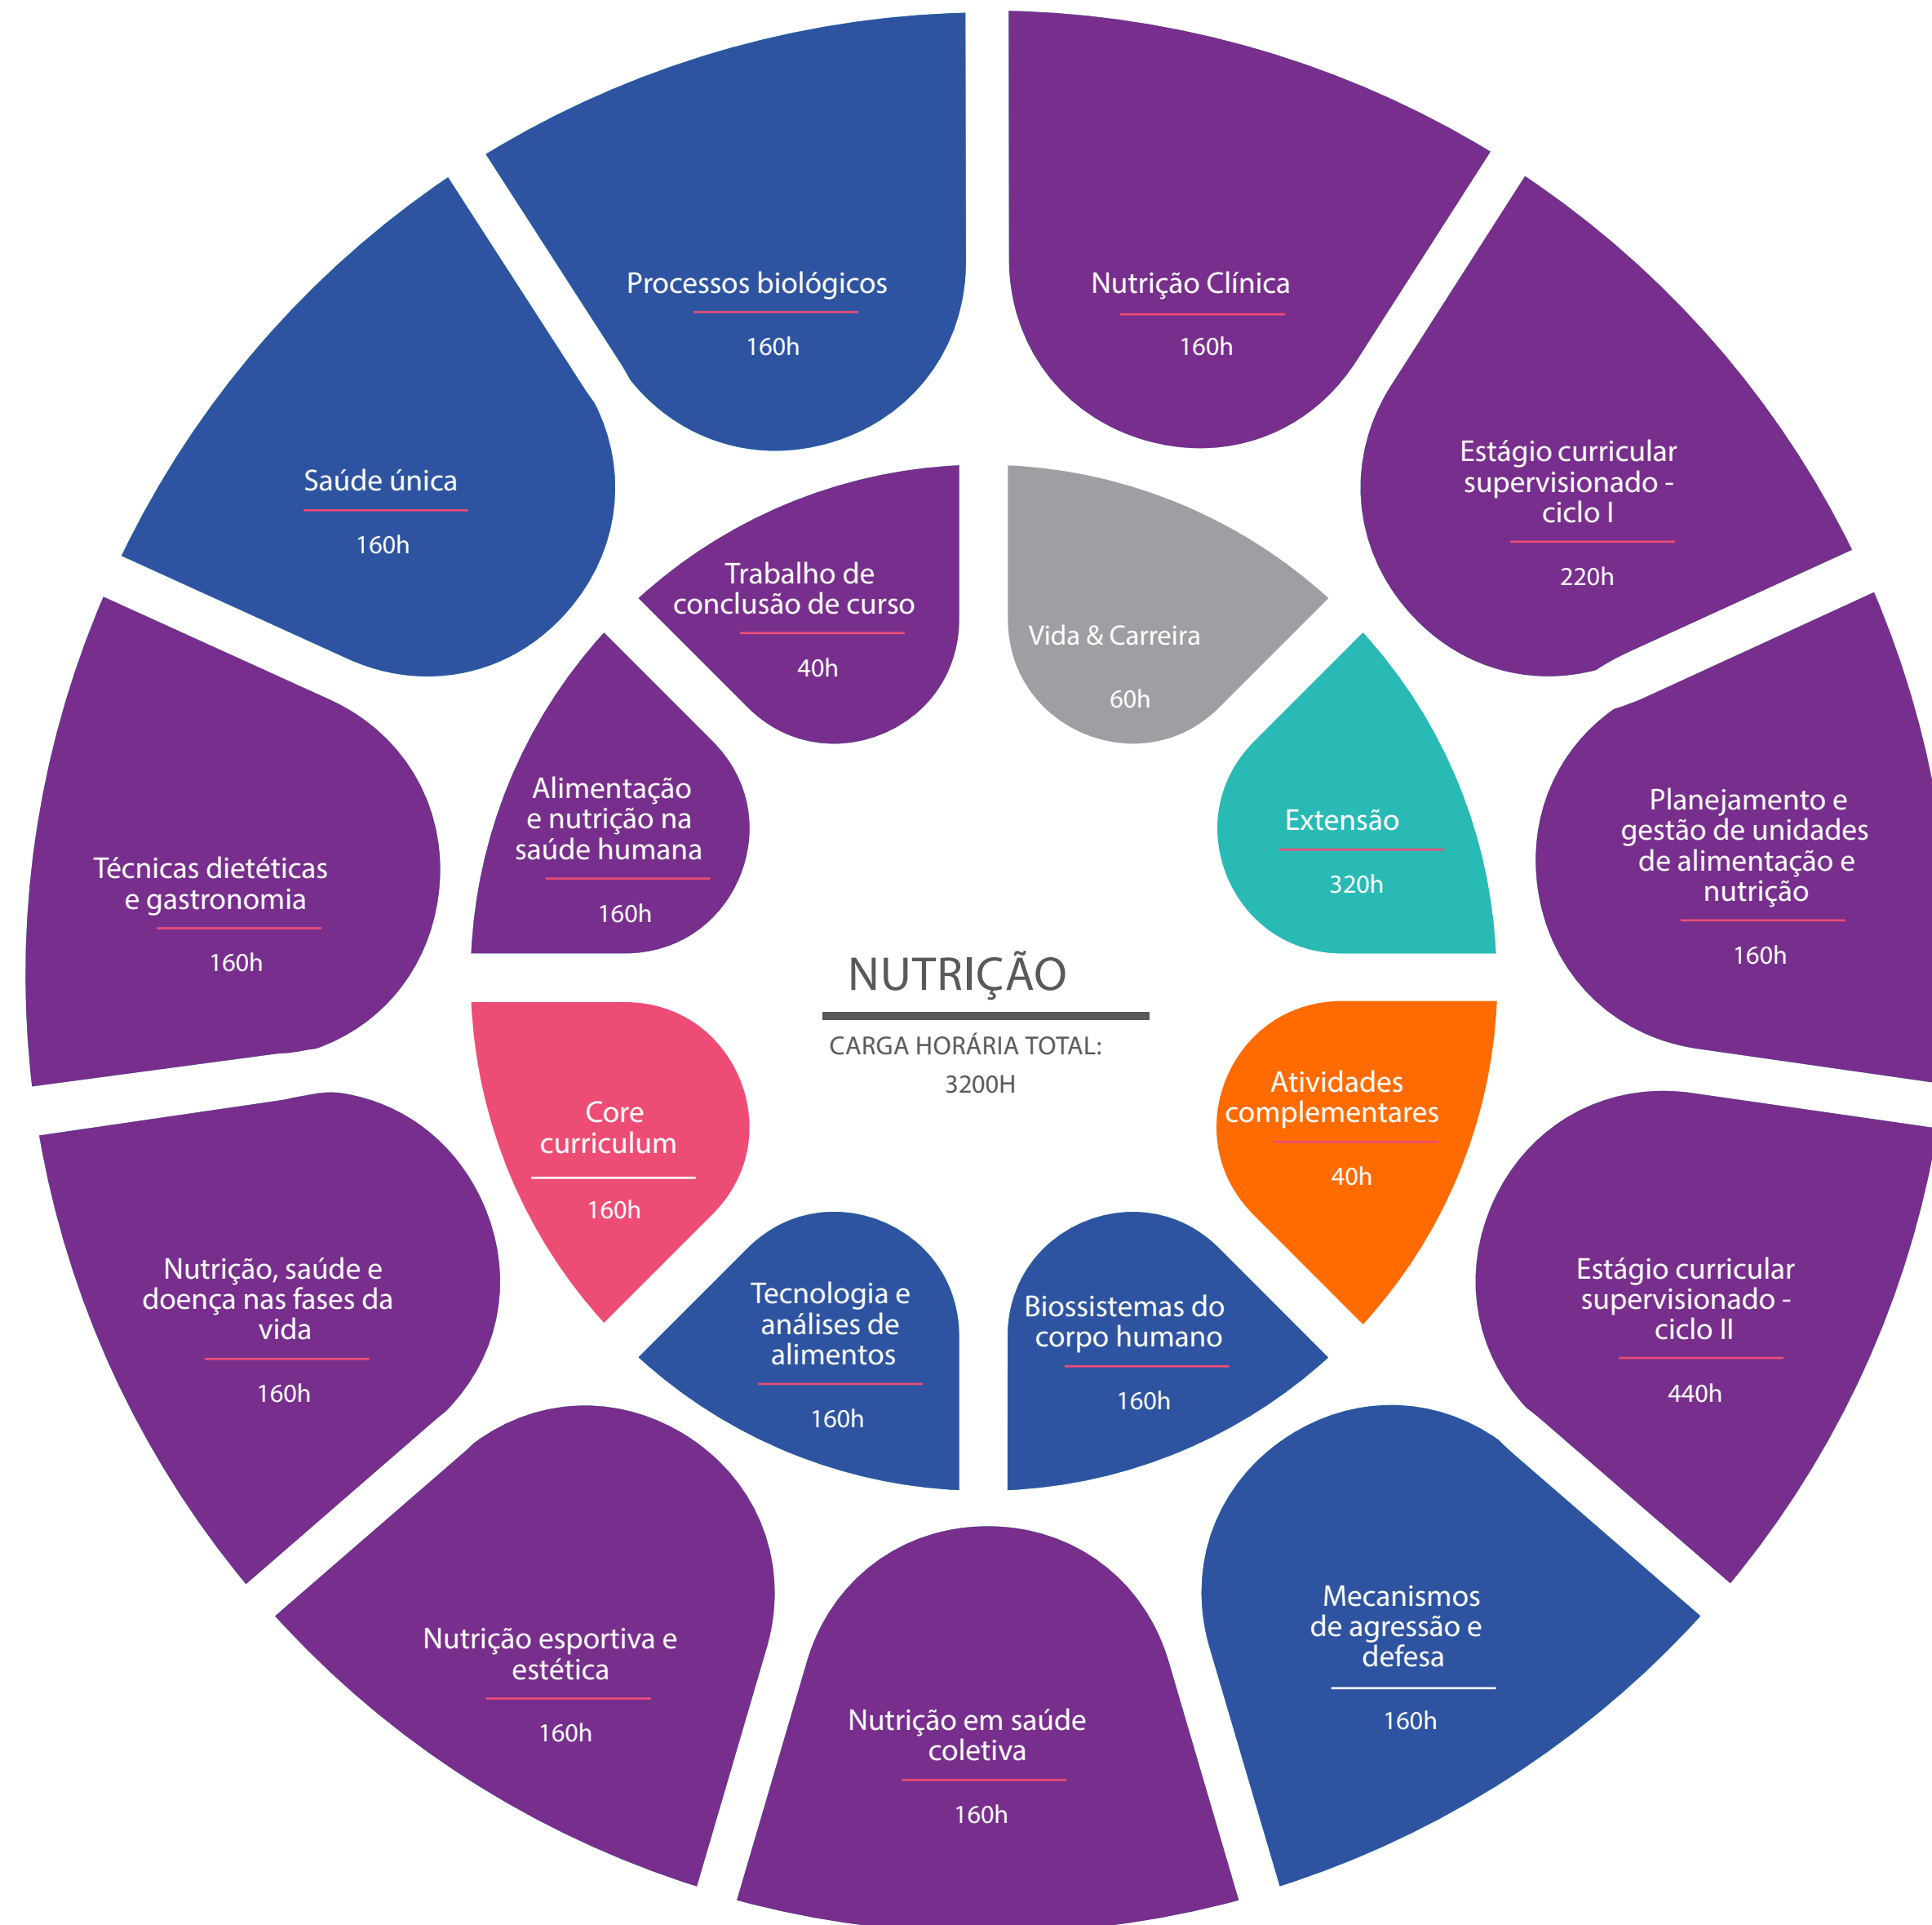 Processos biológicos
160h
Nutrição Clínica
160h
Estágio curricular
supervisionado -
ciclo I
220h
Planejamento e
gestão de unidades
de alimentação e
nutrição
160h
Estágio curricular
supervisionado -
ciclo II
440h
Mecanismos
de agressão e
defesa
160h
Nutrição em saúde
coletiva
160h
Nutrição esportiva e
estética
160h
Nutrição, saúde e
doença nas fases da
vida
160h
Técnicas dietéticas
e gastronomia
160h
Saúde única
160h
Trabalho de
conclusão de curso
40h
Vida & Carreira
60h
Extensão
320h
Atividades
complementares
40h
Biossistemas do
corpo humano
160h
Tecnologia e
análises de
alimentos
160h
Core
curriculum
160h
Alimentação
e nutrição na
saúde humana
160h
NUTRIÇÃO
CARGA HORÁRIA TOTAL:
3200H